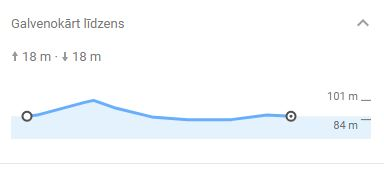 Galvenokārt līdzens
↑ 18 m · ↓ 18 m
101 m
84 m